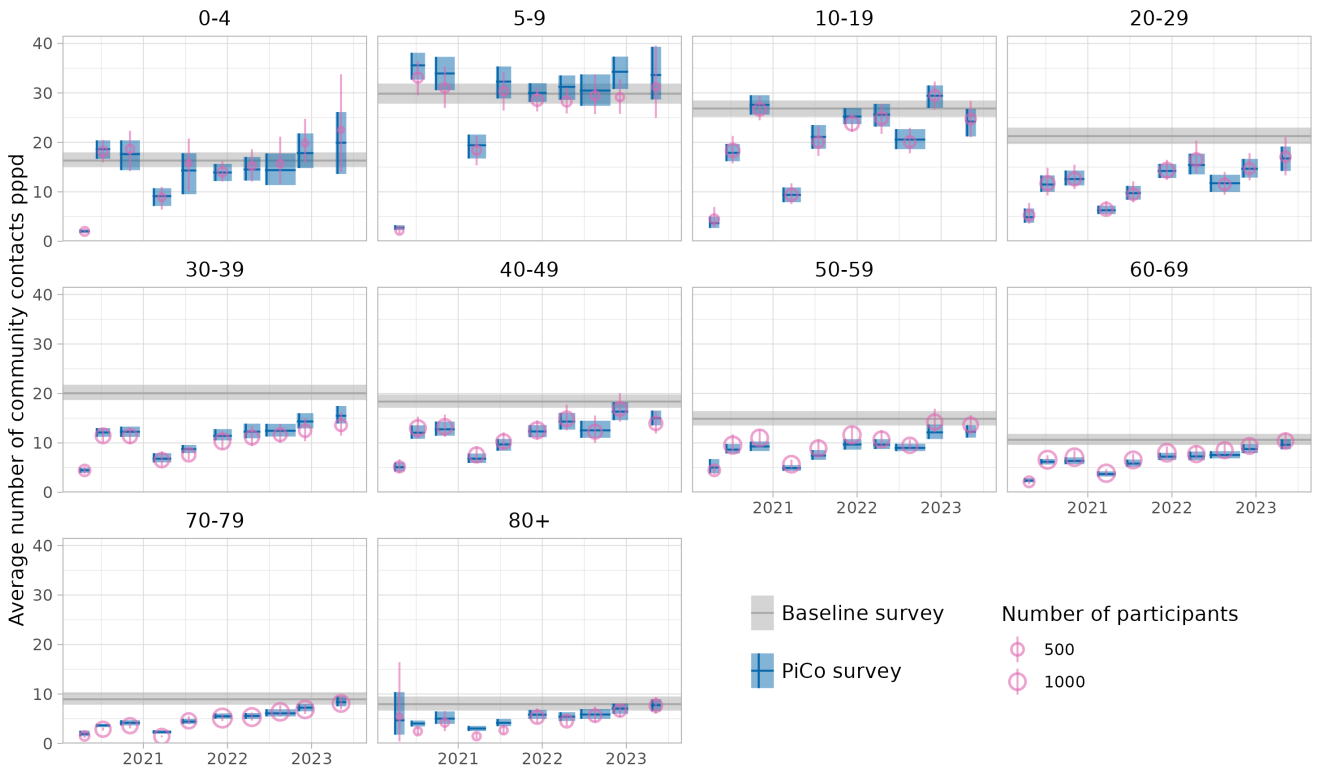 0-4 5-9 10-19 20-29
40
30
20
10
0
30-39 40-49 50-59 60-69
40
30
20
10
0
2021 2022 2023 2021 2022 2023
70-79 80+
40
30
20
10
0
2021 2022 2023 2021 2022 2023
Average number of community contacts pppd
Baseline survey
PiCo survey
Number of participants
500
1000